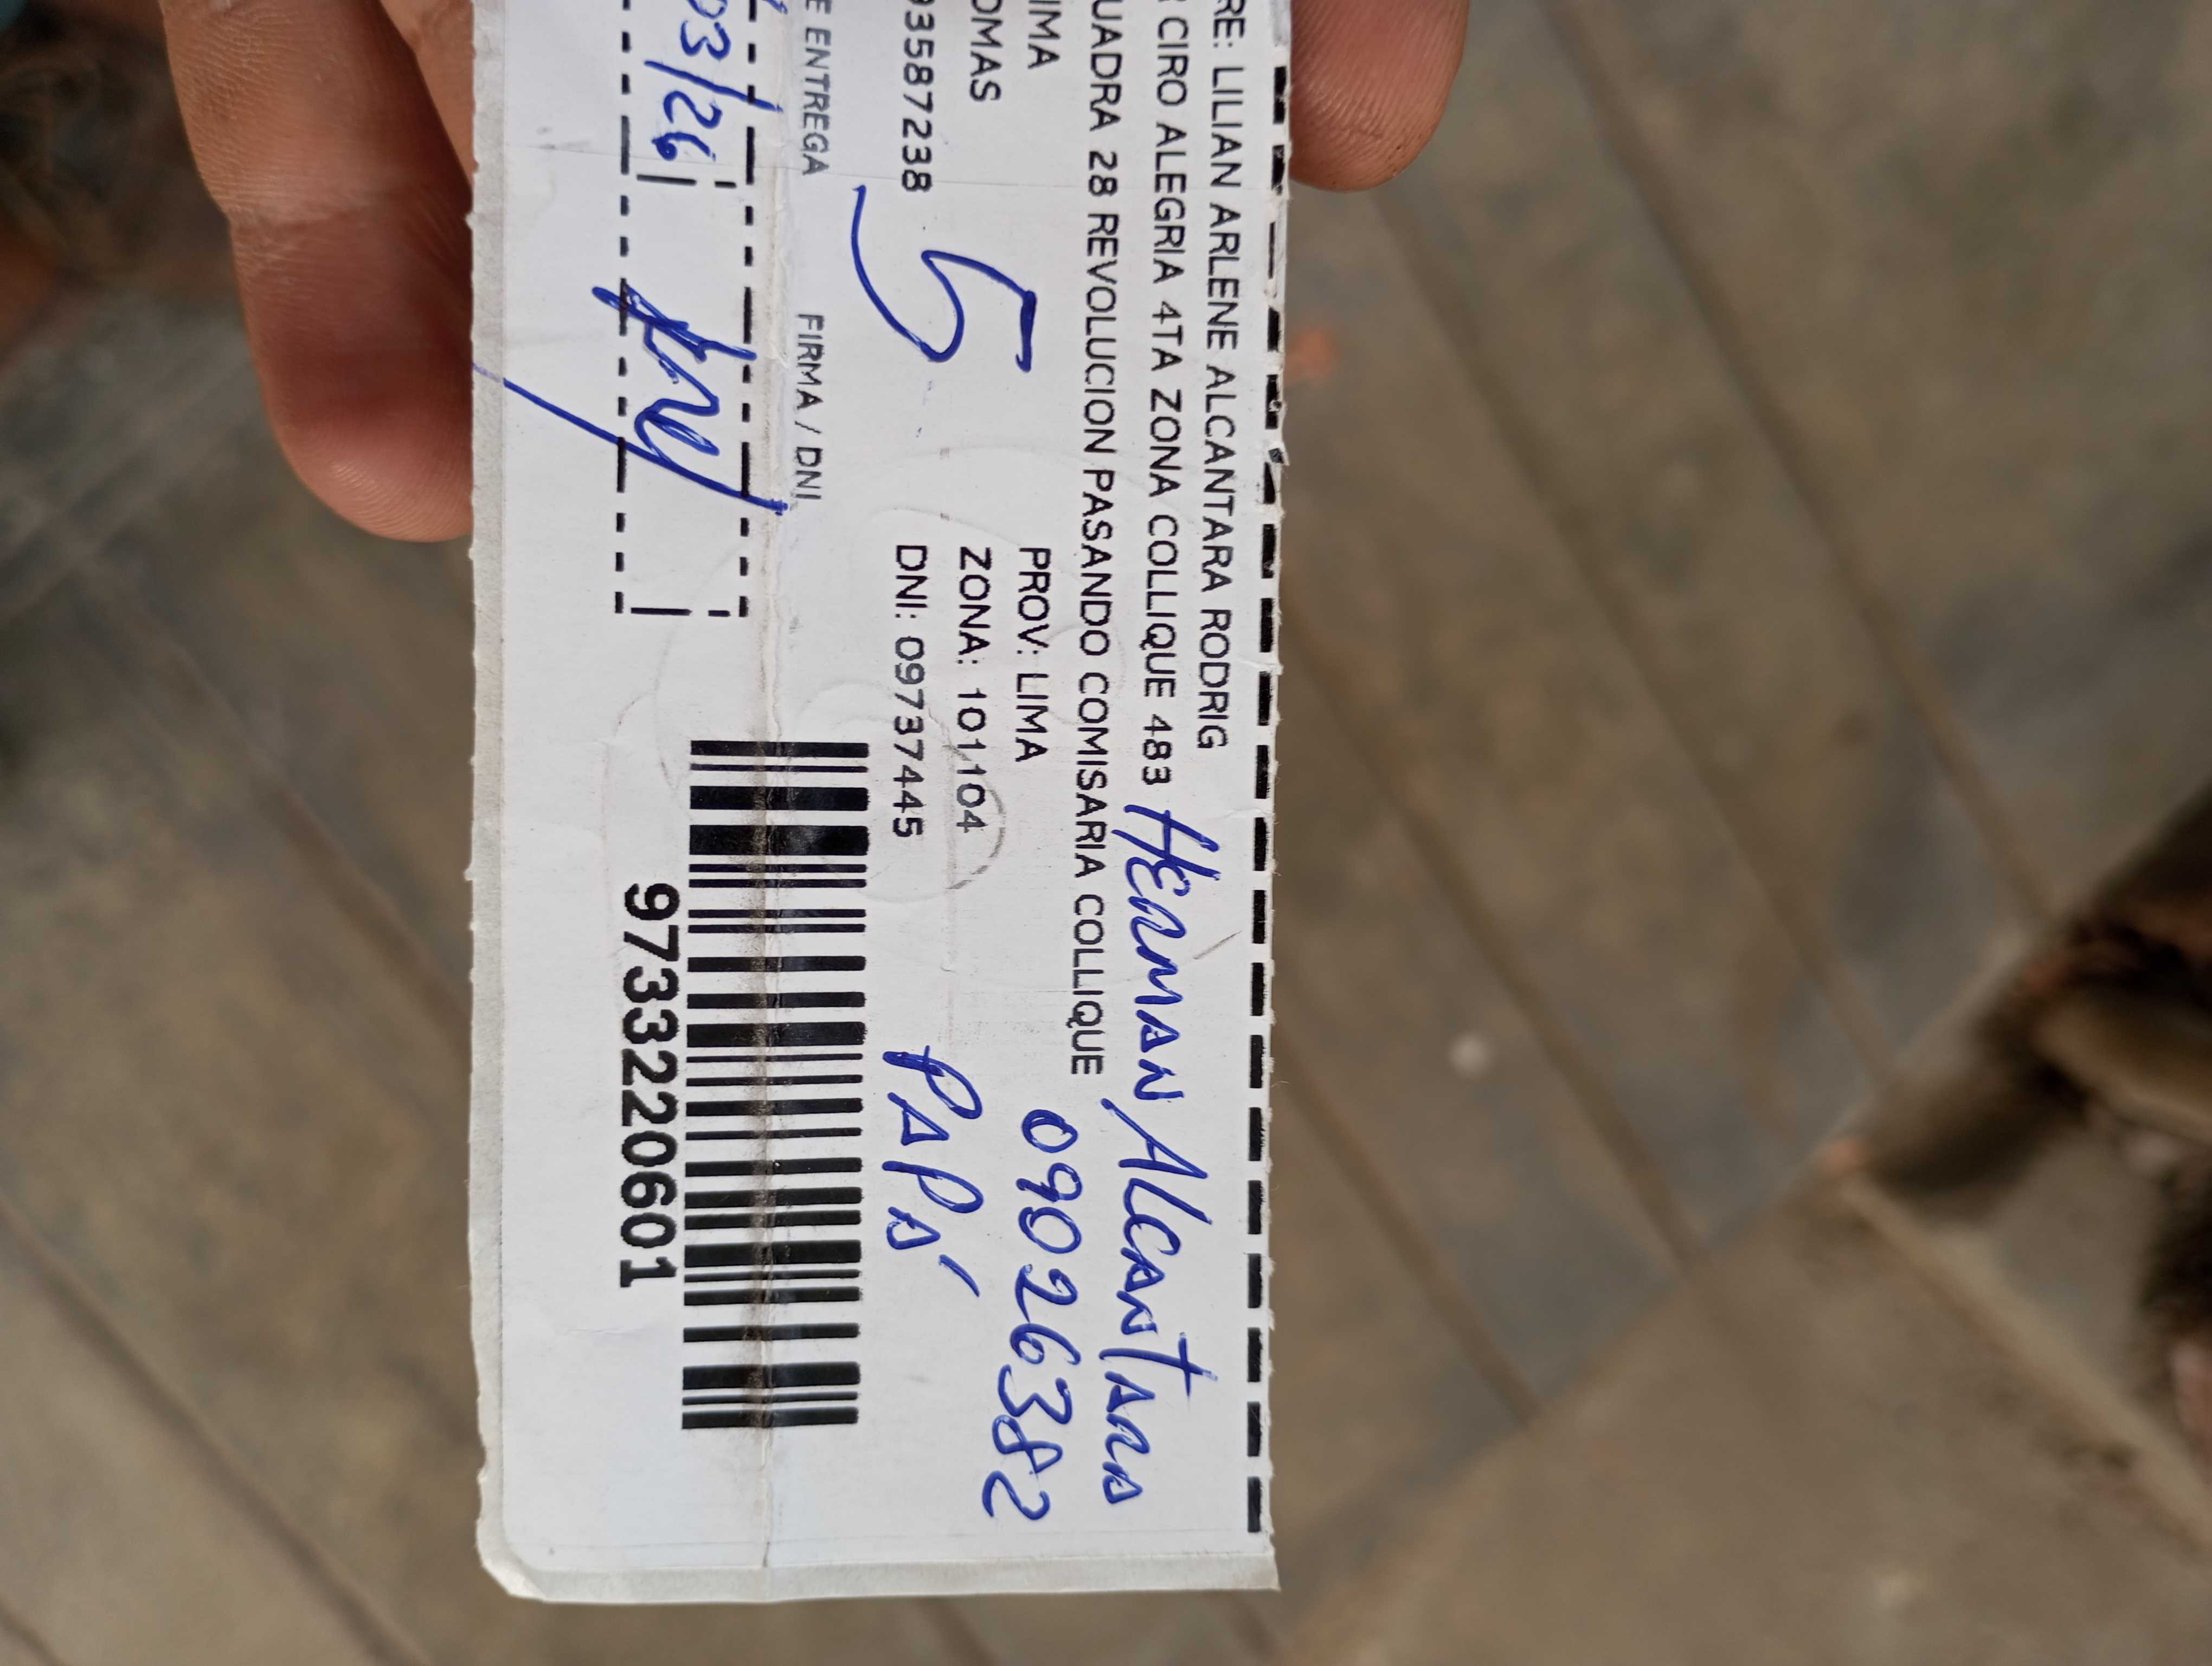 RE: LILIAN ARLENE ALCANTARA RODRIG
CIRO ALEGRIA 4TA ZONA COLLIQUE 483 HERMAN ALCANTARA
UADRA 28 REVOLUCION PASANDO COMISARIA COLLIQUE
09026382
IMA PROV: LIMA
OMAS ZONA: 101104
93587238 DNI: 09737445
5
PAPÁ
E ENTREGA FIRMA / DNI
03/26
9733220601